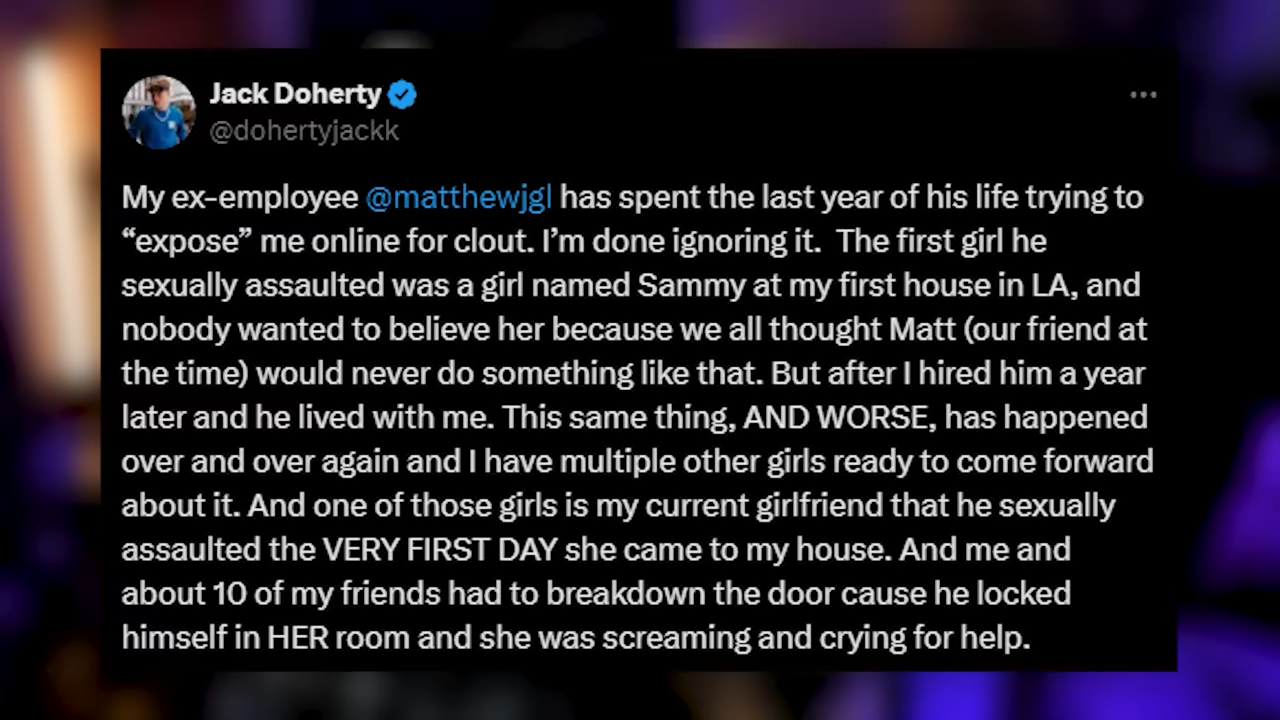 Jack Doherty
@dohertyjackk
My ex-employee @matthewjgl has spent the last year of his life trying to
“expose” me online for clout. I’m done ignoring it.  The first girl he
sexually assaulted was a girl named Sammy at my first house in LA, and
nobody wanted to believe her because we all thought Matt (our friend at
the time) would never do something like that. But after I hired him a year
later and he lived with me. This same thing, AND WORSE, has happened
over and over again and I have multiple other girls ready to come forward
about it. And one of those girls is my current girlfriend that he sexually
assaulted the VERY FIRST DAY she came to my house. And me and
about 10 of my friends had to breakdown the door cause he locked
himself in HER room and she was screaming and crying for help.